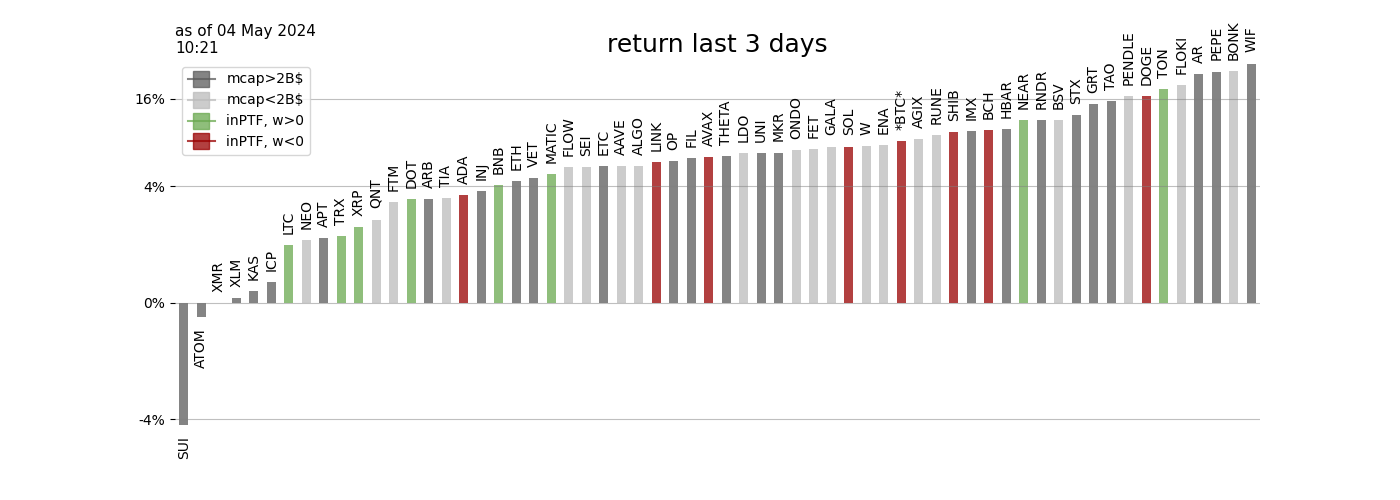 as of 04 May 2024
10:21
return last 3 days
mcap>2B$
mcap<2B$
inPTF, w>0
inPTF, w<0
16%
4%
0%
-4%
SUI
ATOM
XMR
XLM
KAS
ICP
LTC
NEO
APT
TRX
XRP
QNT
FTM
DOT
ARB
TIA
ADA
INJ
BNB
ETH
VET
MATIC
FLOW
SEI
ETC
AAVE
ALGO
LINK
OP
FIL
AVAX
THETA
LDO
UNI
MKR
ONDO
FET
GALA
SOL
W
ENA
*BTC*
AGIX
RUNE
SHIB
IMX
BCH
HBAR
NEAR
RNDR
BSV
STX
GRT
TAO
PENDLE
DOGE
TON
FLOKI
AR
PEPE
BONK
WIF